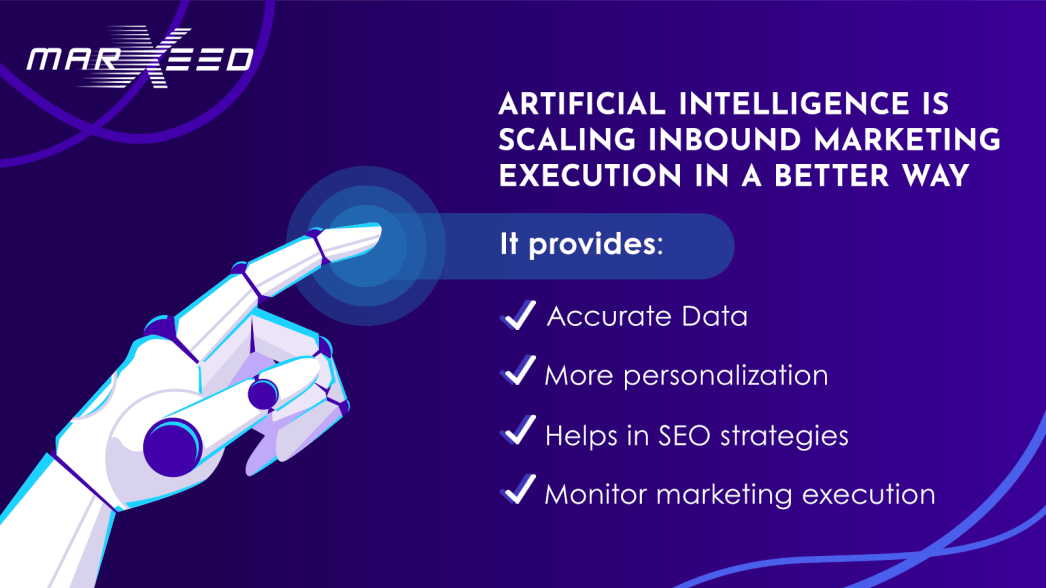 MARXEED
ARTIFICIAL INTELLIGENCE IS
SCALING INBOUND MARKETING
EXECUTION IN A BETTER WAY
It provides:
Accurate Data
More personalization
Helps in SEO strategies
Monitor marketing execution